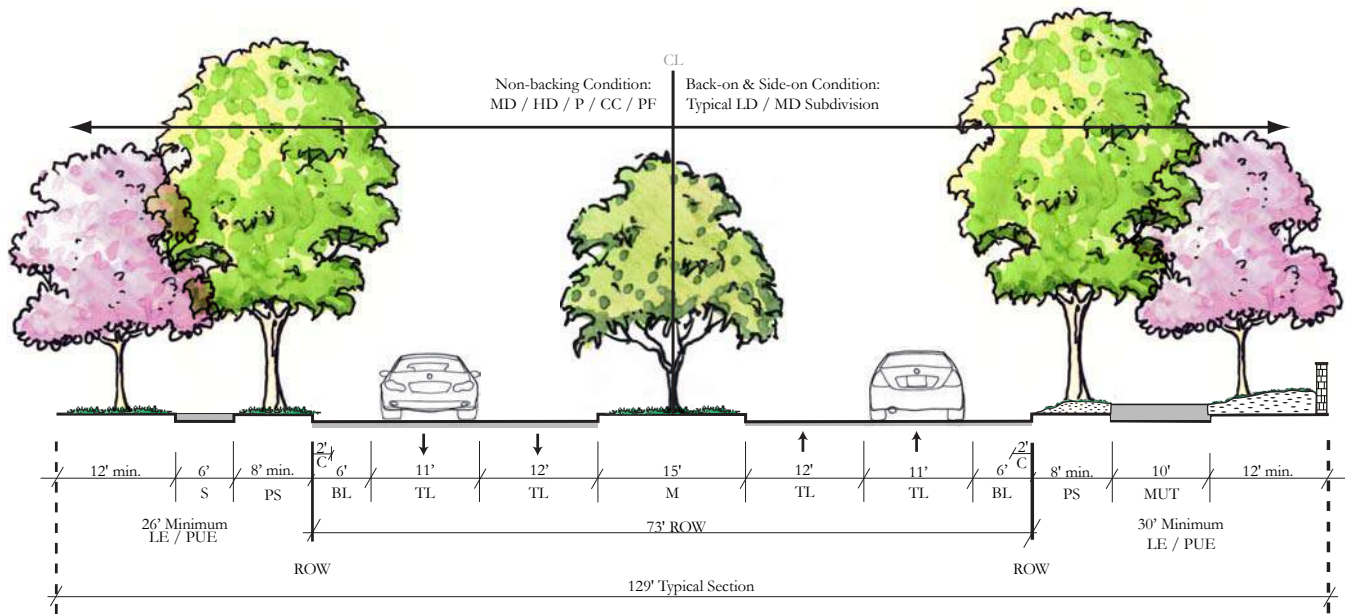 CL
Non-backing Condition:
MD / HD / P / CC / PF
Back-on & Side-on Condition:
Typical LD / MD Subdivision
12' min.
6'
8' min.
2'
C
6'
11'
12'
15'
12'
11'
6'
2'
C
8' min.
10'
12' min.
S
PS
BL
TL
TL
M
TL
TL
BL
PS
MUT
26' Minimum
LE / PUE
73' ROW
30' Minimum
LE / PUE
ROW
ROW
129' Typical Section